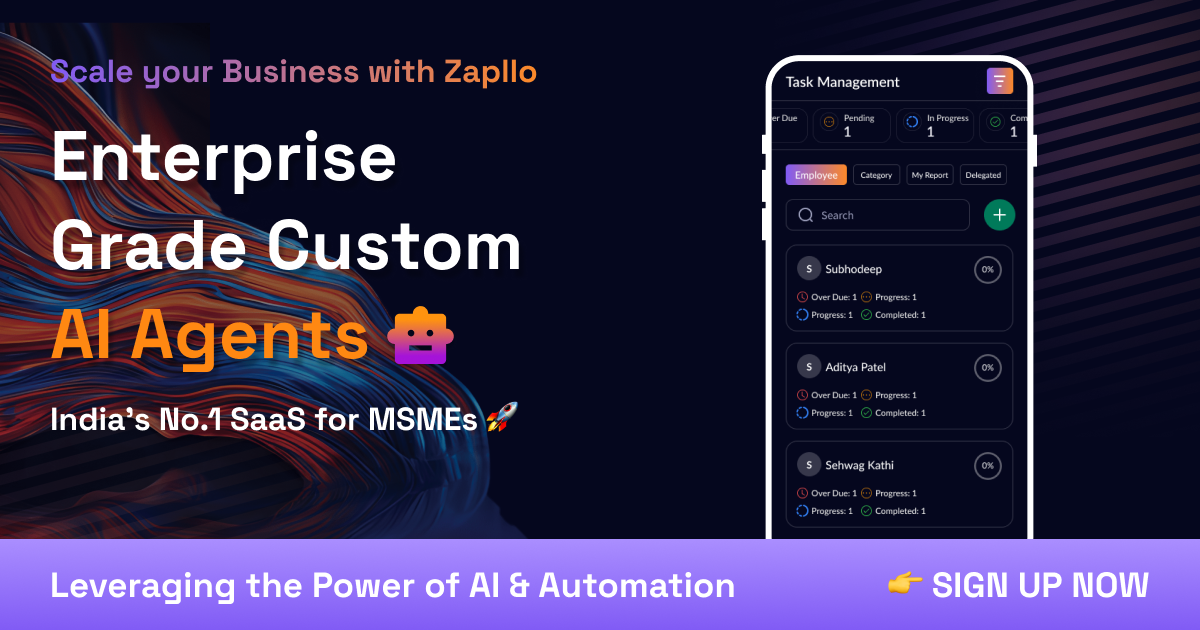 Scale your Business with Zapllo
Enterprise
Grade Custom
AI Agents
India's No.1 SaaS for MSMEs
Task Management
er Due
Pending
1
In Progress
1
Com
1
Employee
Category
My Report
Delegated
Search
S Subhodeep 0%
Over Due: 1 Progress: 1
Progress: 1 Completed: 1
S Aditya Patel 0%
Over Due: 1 Progress: 1
Progress: 1 Completed: 1
S Sehwag Kathi 0%
Over Due: 1 Progress: 1
Progress: 1 Completed: 1
Leveraging the Power of AI & Automation
SIGN UP NOW